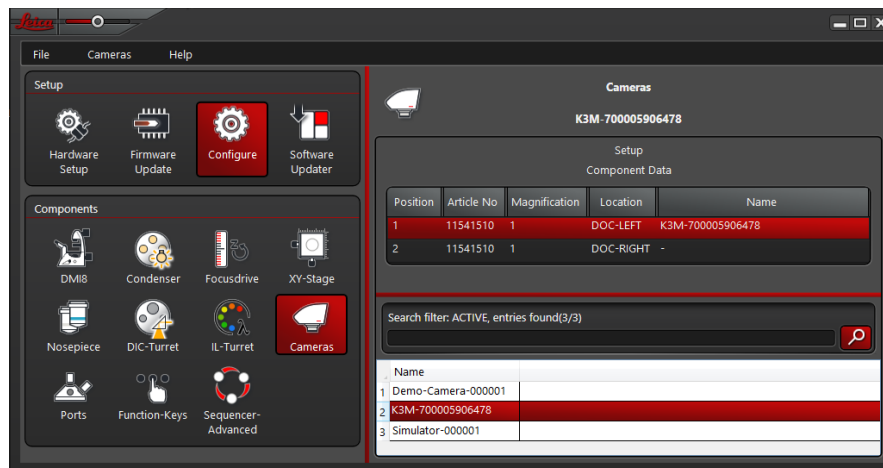 Leica
File Cameras Help
Setup
Hardware Setup
Firmware Update
Configure
Software Updater
Components
DMI8
Condenser
Focusdrive
XY-Stage
Nosepiece
DIC-Turret
IL-Turret
Cameras
Ports
Function-Keys
Sequencer-Advanced
Cameras
K3M-700005906478
Setup
Component Data
Position Article No Magnification Location Name
1 11541510 1 DOC-LEFT K3M-700005906478
2 11541510 1 DOC-RIGHT -
Search filter: ACTIVE, entries found(3/3)
Name
1 Demo-Camera-000001
2 K3M-700005906478
3 Simulator-000001